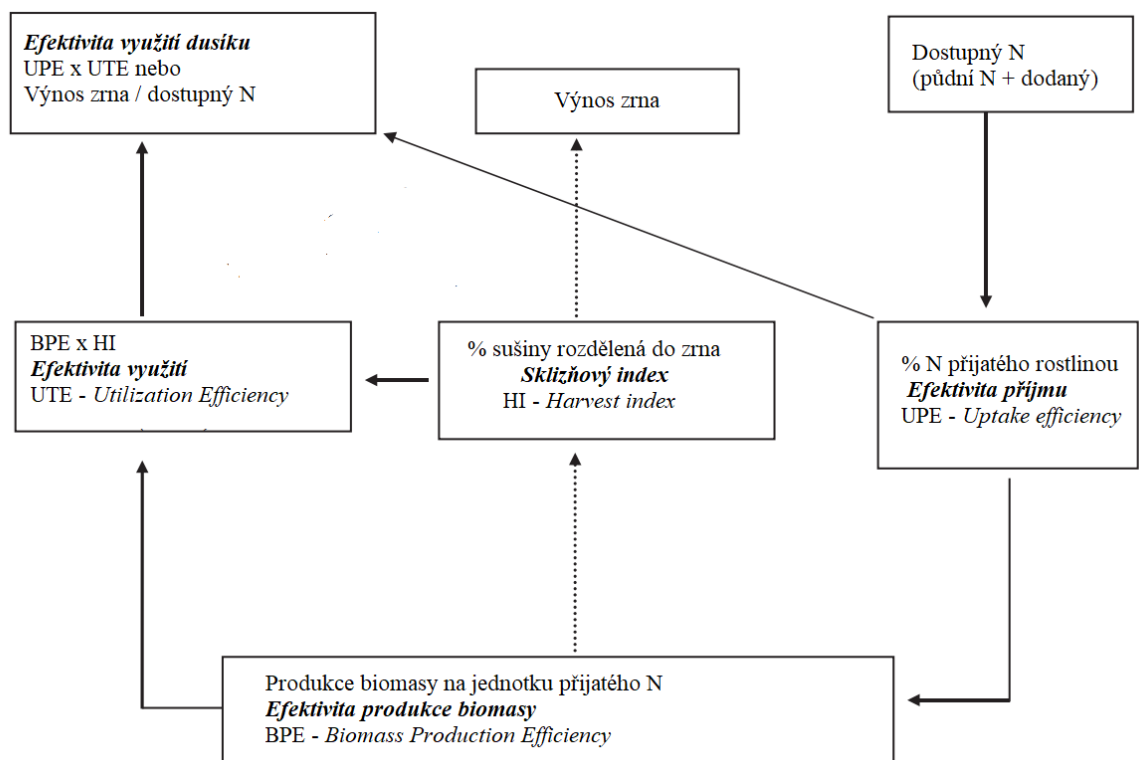 Efektivita využití dusíku
UPE x UTE nebo
Výnos zrna / dostupný N
Výnos zrna
Dostupný N
(půdní N + dodaný)
BPE x HI
Efektivita využití
UTE - Utilization Efficiency
% sušiny rozdělená do zrna
Sklizňový index
HI - Harvest index
% N přijatého rostlinou
Efektivita příjmu
UPE - Uptake efficiency
Produkce biomasy na jednotku přijatého N
Efektivita produkce biomasy
BPE - Biomass Production Efficiency